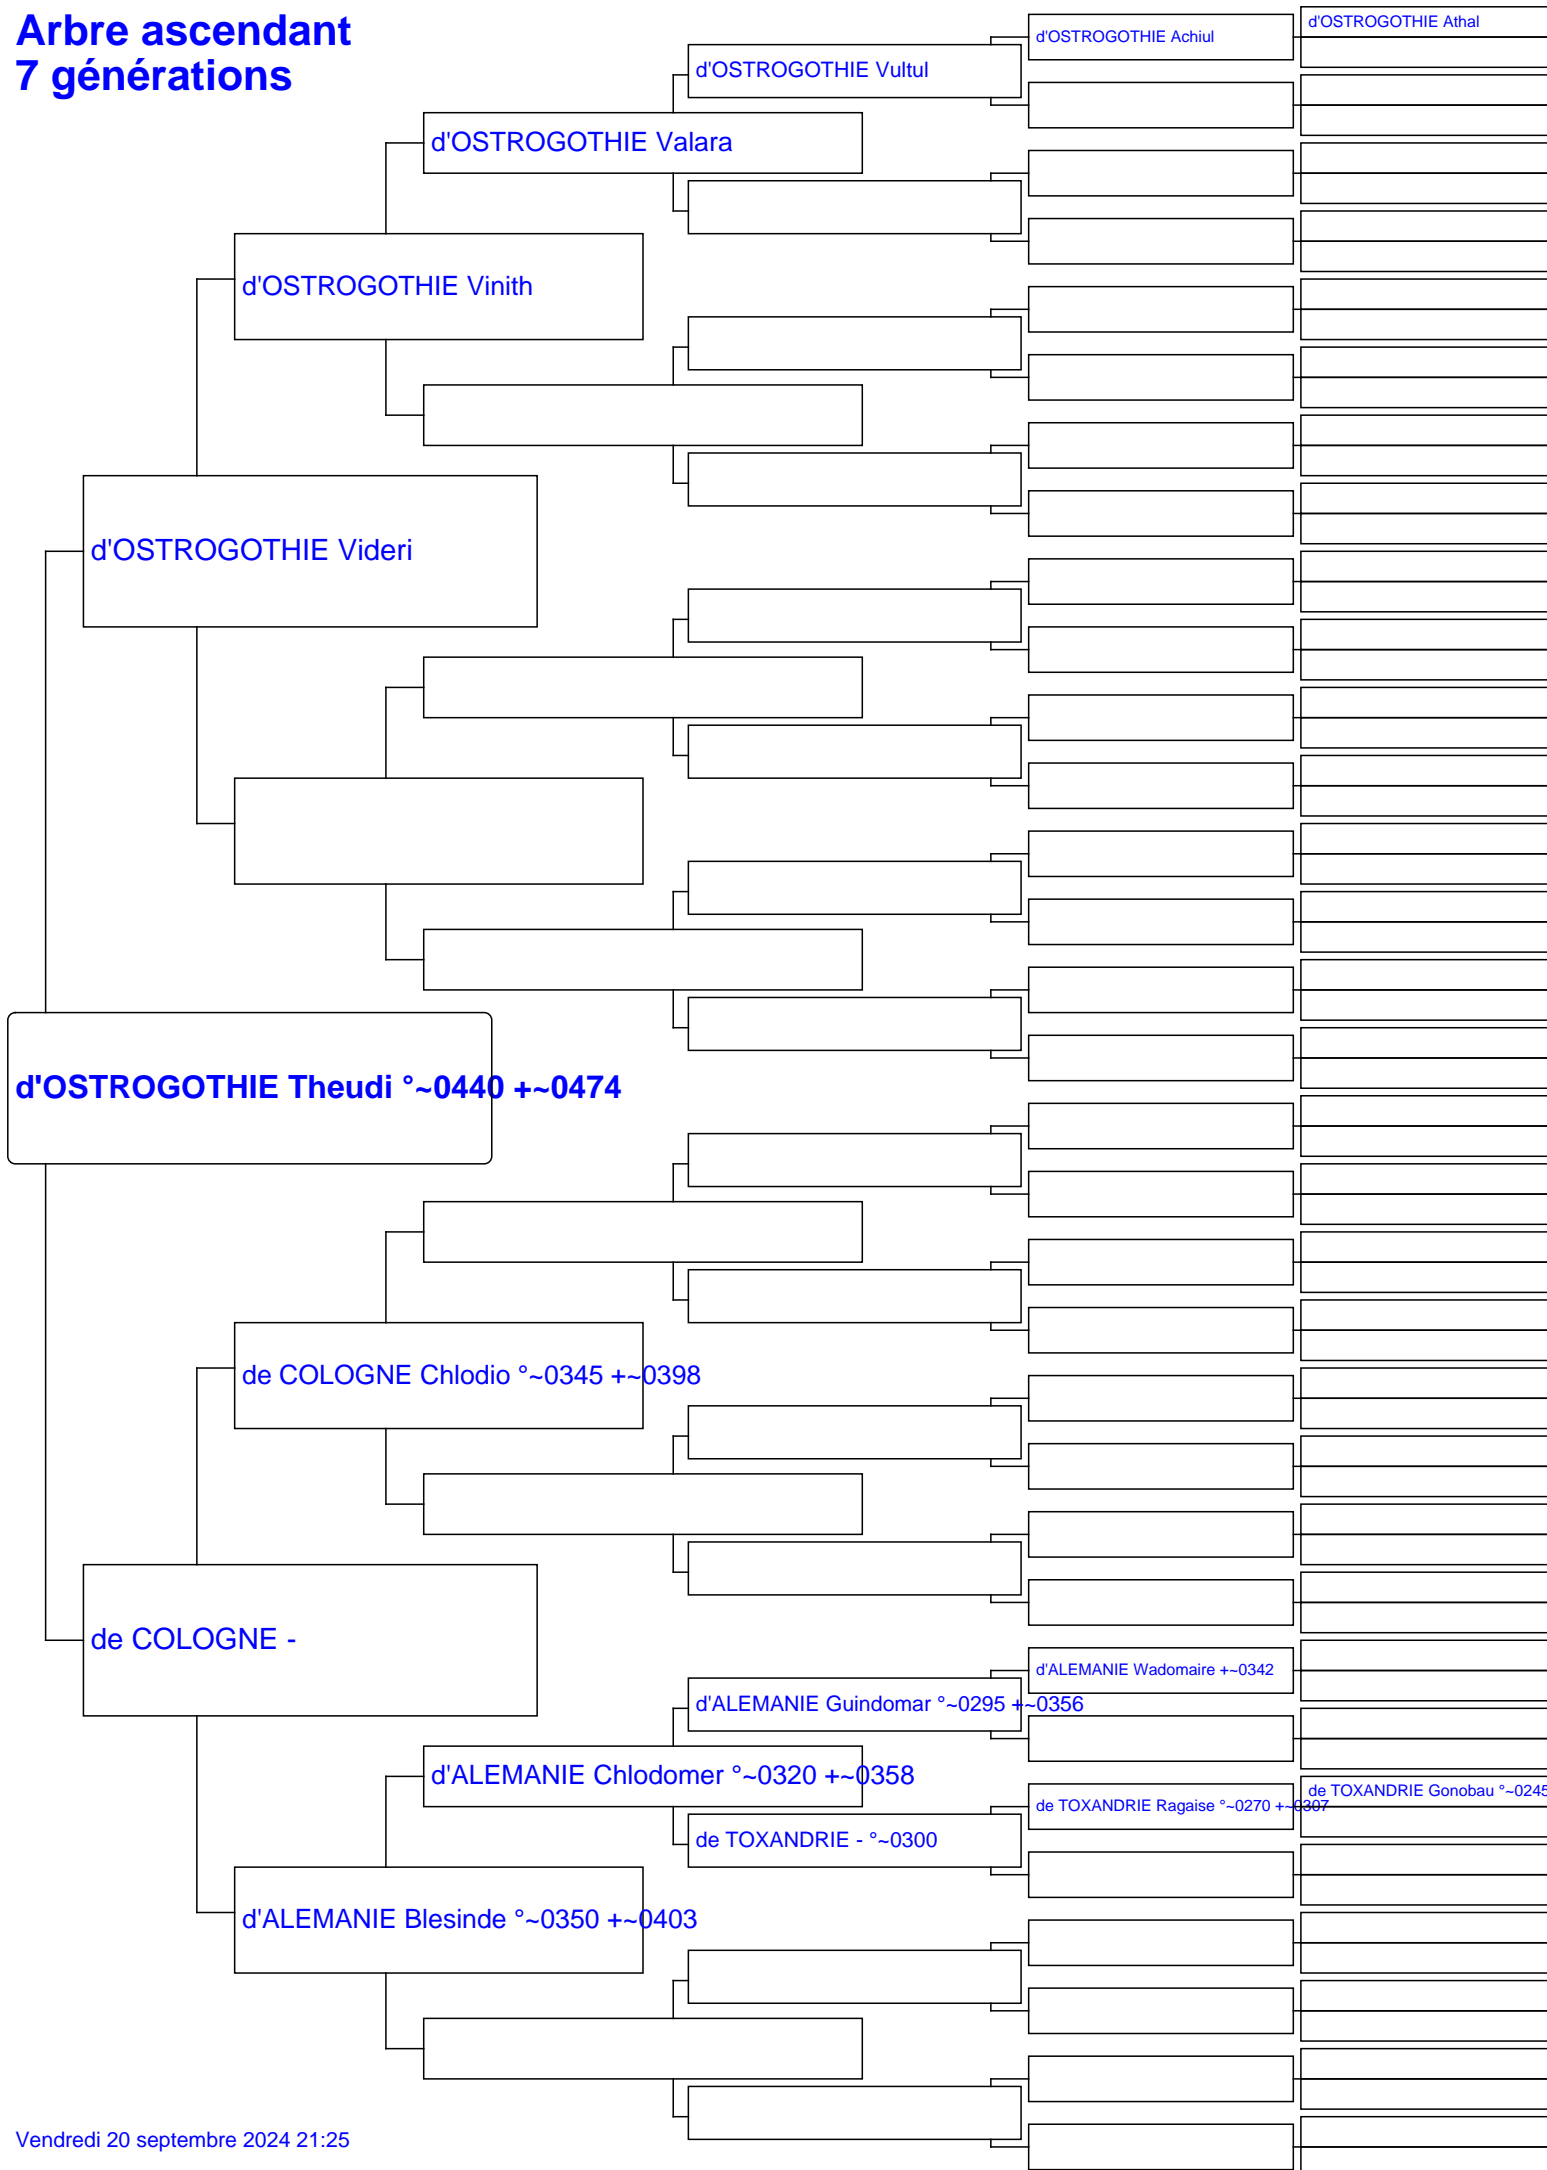 Arbre ascendant
7 générations
d'OSTROGOTHIE Athal
d'OSTROGOTHIE Achiul
d'OSTROGOTHIE Vultul
d'OSTROGOTHIE Valara
d'OSTROGOTHIE Vinith
d'OSTROGOTHIE Videri
d'OSTROGOTHIE Theudi °~0440 +~0474
de COLOGNE Chlodio °~0345 +~0398
de COLOGNE -
d'ALEMANIE Wadomaire +~0342
d'ALEMANIE Guindomar °~0295 +~0356
d'ALEMANIE Chlodomer °~0320 +~0358
de TOXANDRIE Gonobau °~0245
de TOXANDRIE Ragaise °~0270 +~0307
de TOXANDRIE - °~0300
d'ALEMANIE Blesinde °~0350 +~0403
Vendredi 20 septembre 2024 21:25